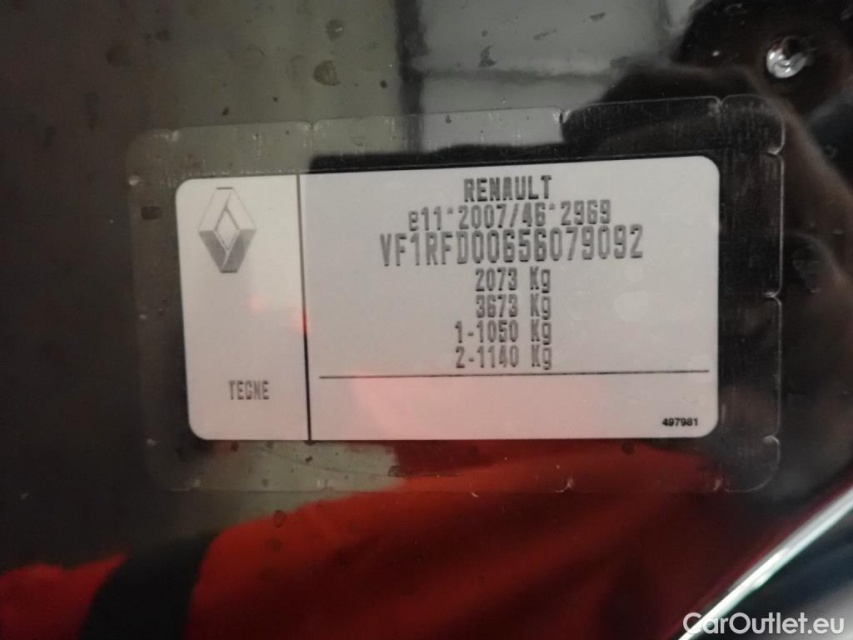 RENAULT
e11*2007/46*2969
VF1RFD00656079092
2073 Kg
3673 Kg
1-1050 Kg
2-1140 Kg
TEGNE
497981
CarOutlet.eu